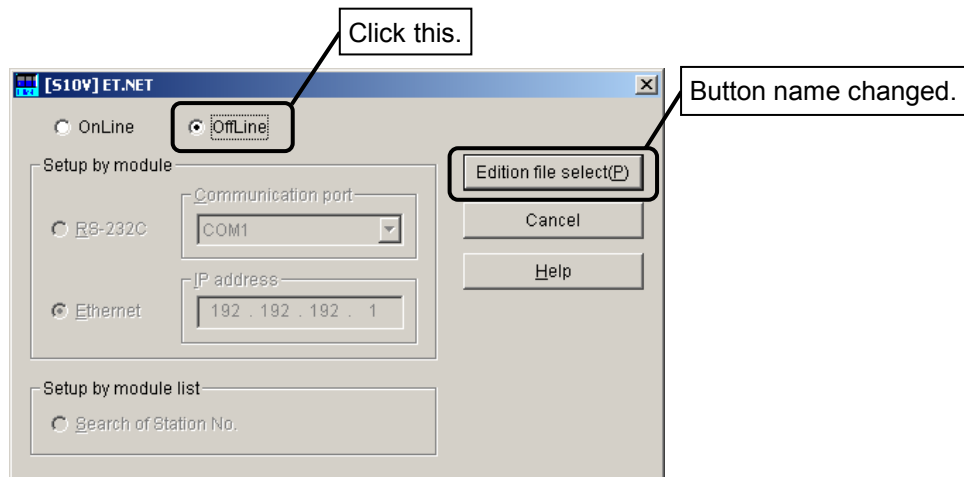 Click this.
[S10V] ET.NET
Button name changed.
OnLine
OffLine
Setup by module
Edition file select(P)
Communication port
RS-232C
COM1
Cancel
IP address
Help
Ethernet
192 . 192 . 192 . 1
Setup by module list
Search of Station No.